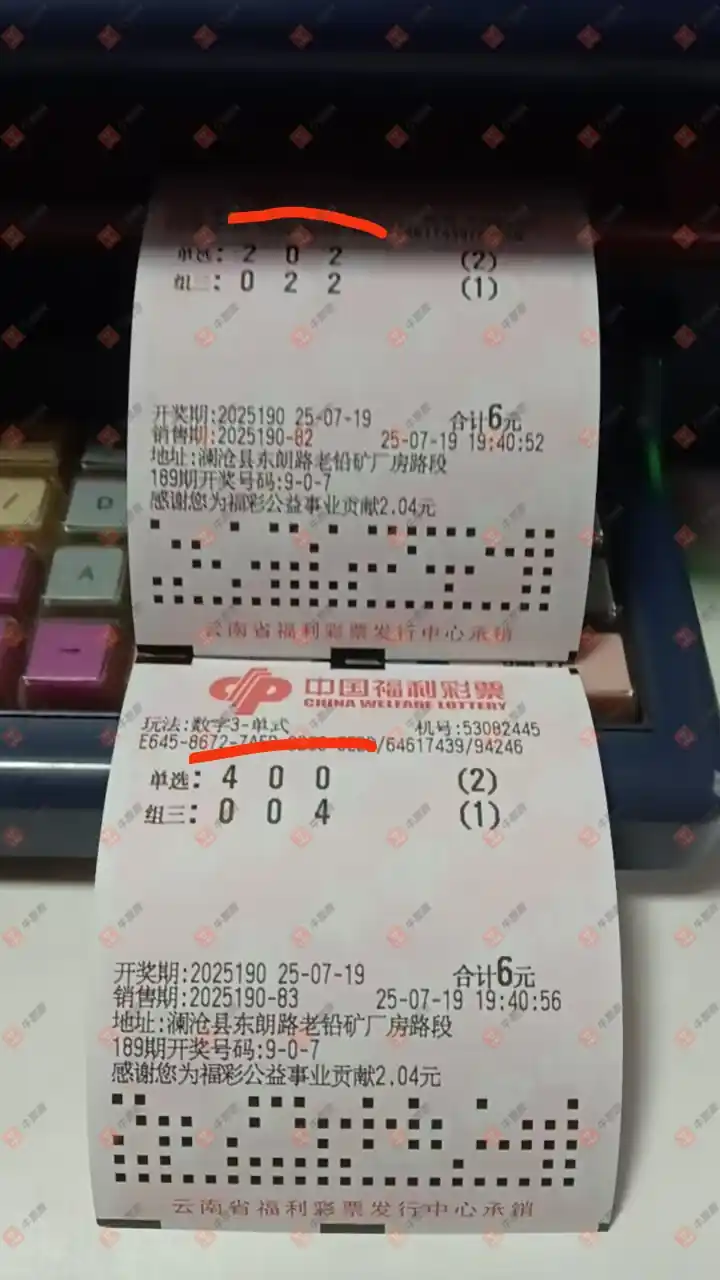 单选: 2 0 2 (2)
组三: 0 2 2 (1)
开奖期:2025190 25-07-19 合计6元
销售期:2025190-82 25-07-19 19:40:52
地址:澜沧县东朗路老铅矿厂房路段
189期开奖号码:9-0-7
感谢您为福彩公益事业贡献2.04元
云南省福利彩票发行中心承销
中国福利彩票
CHINA WELFARE LOTTERY
玩法:数字3-单式 机号:53082445
E645-8672- /64617439/94246
单选: 4 0 0 (2)
组三: 0 0 4 (1)
开奖期:2025190 25-07-19 合计6元
销售期:2025190-83 25-07-19 19:40:56
地址:澜沧县东朗路老铅矿厂房路段
189期开奖号码:9-0-7
感谢您为福彩公益事业贡献2.04元
云南省福利彩票发行中心承销